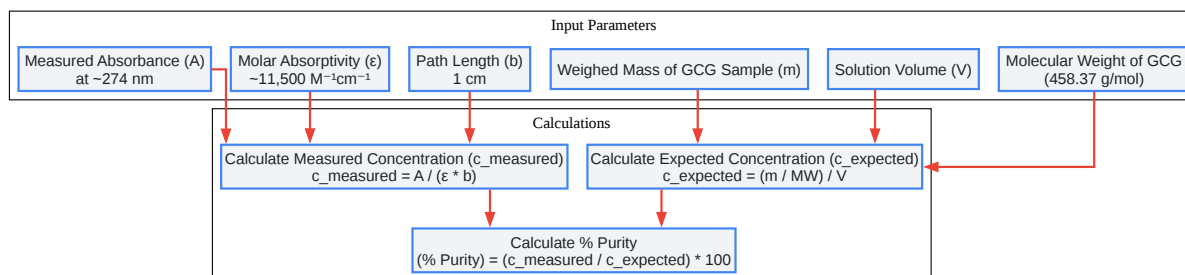 Input Parameters
Measured Absorbance (A)
at ~274 nm
Molar Absorptivity (ε)
~11,500 M⁻¹cm⁻¹
Path Length (b)
1 cm
Weighed Mass of GCG Sample (m)
Solution Volume (V)
Molecular Weight of GCG
(458.37 g/mol)
Calculations
Calculate Measured Concentration (c_measured)
c_measured = A / (ε * b)
Calculate Expected Concentration (c_expected)
c_expected = (m / MW) / V
Calculate % Purity
(% Purity) = (c_measured / c_expected) * 100